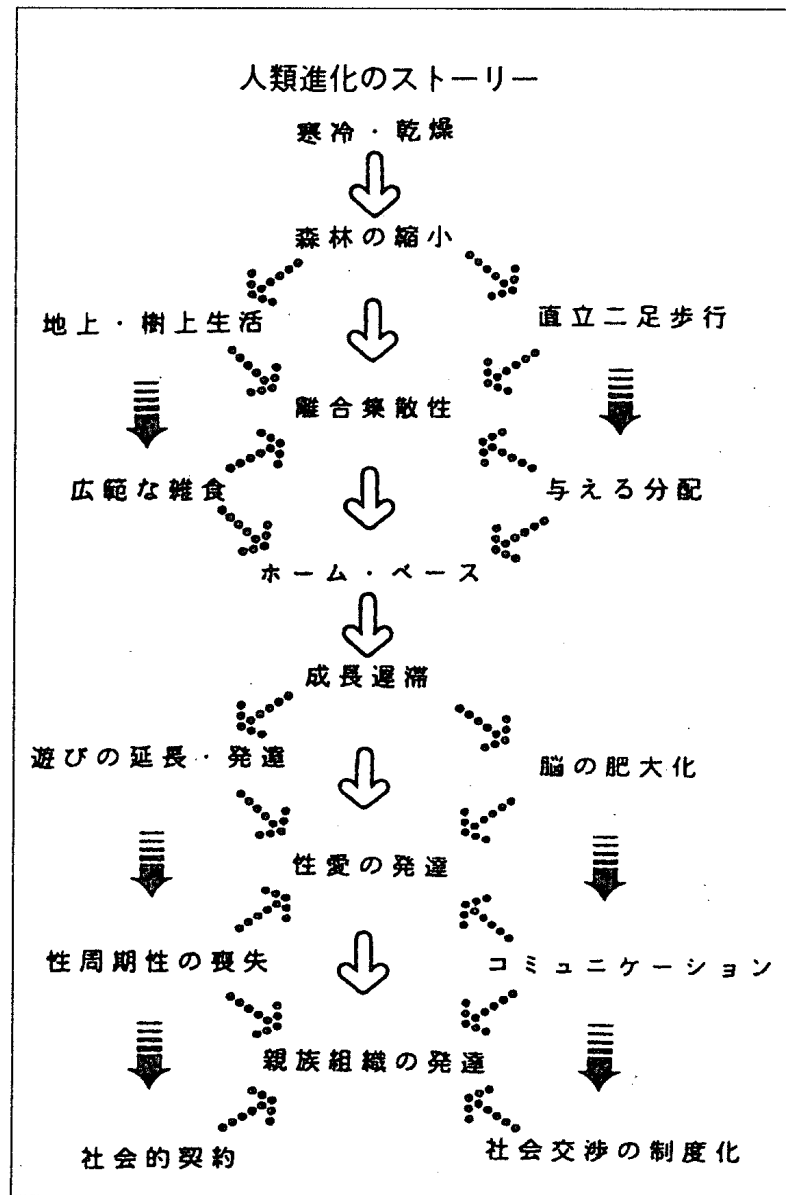 人類進化のストーリー
寒冷・乾燥
森林の縮小
地上・樹上生活
直立二足歩行
離合集散性
広範な雑食
与える分配
ホーム・ベース
成長遅滞
遊びの延長・発達
脳の肥大化
性愛の発達
性周期性の喪失
コミュニケーション
親族組織の発達
社会的契約
社会交渉の制度化